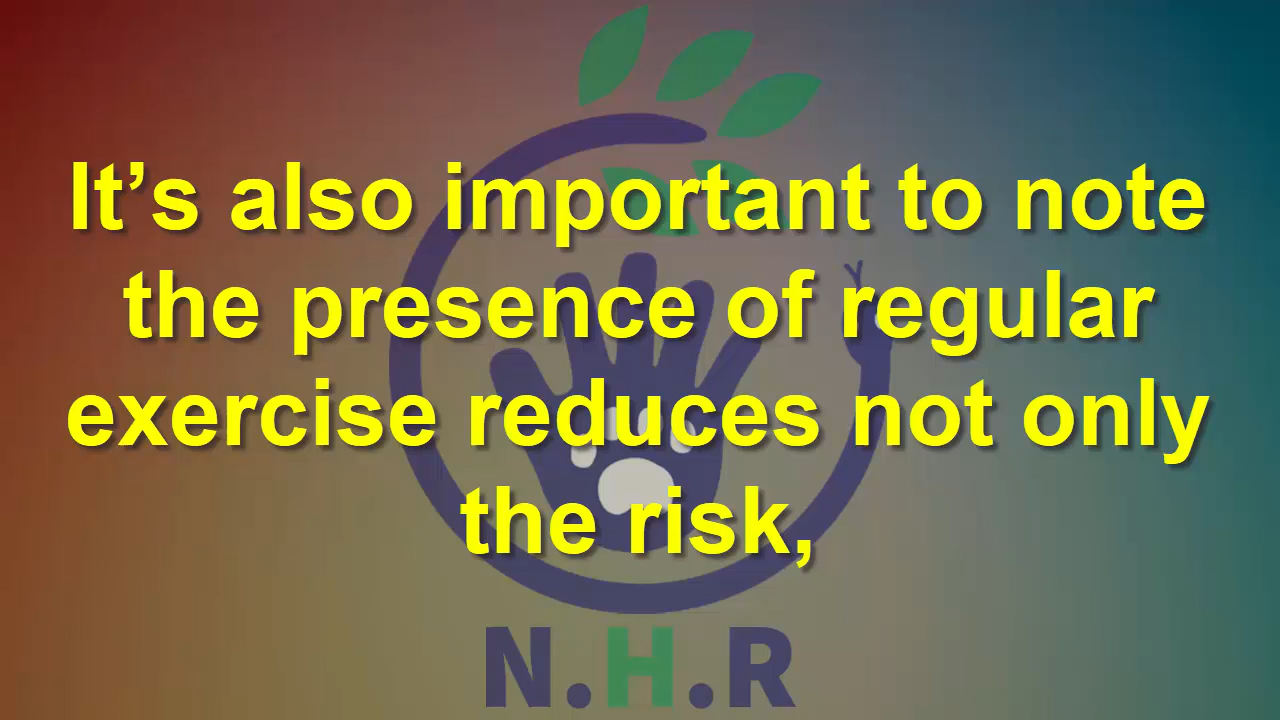 It’s also important to note
the presence of regular
exercise reduces not only
the risk,
N.H.R